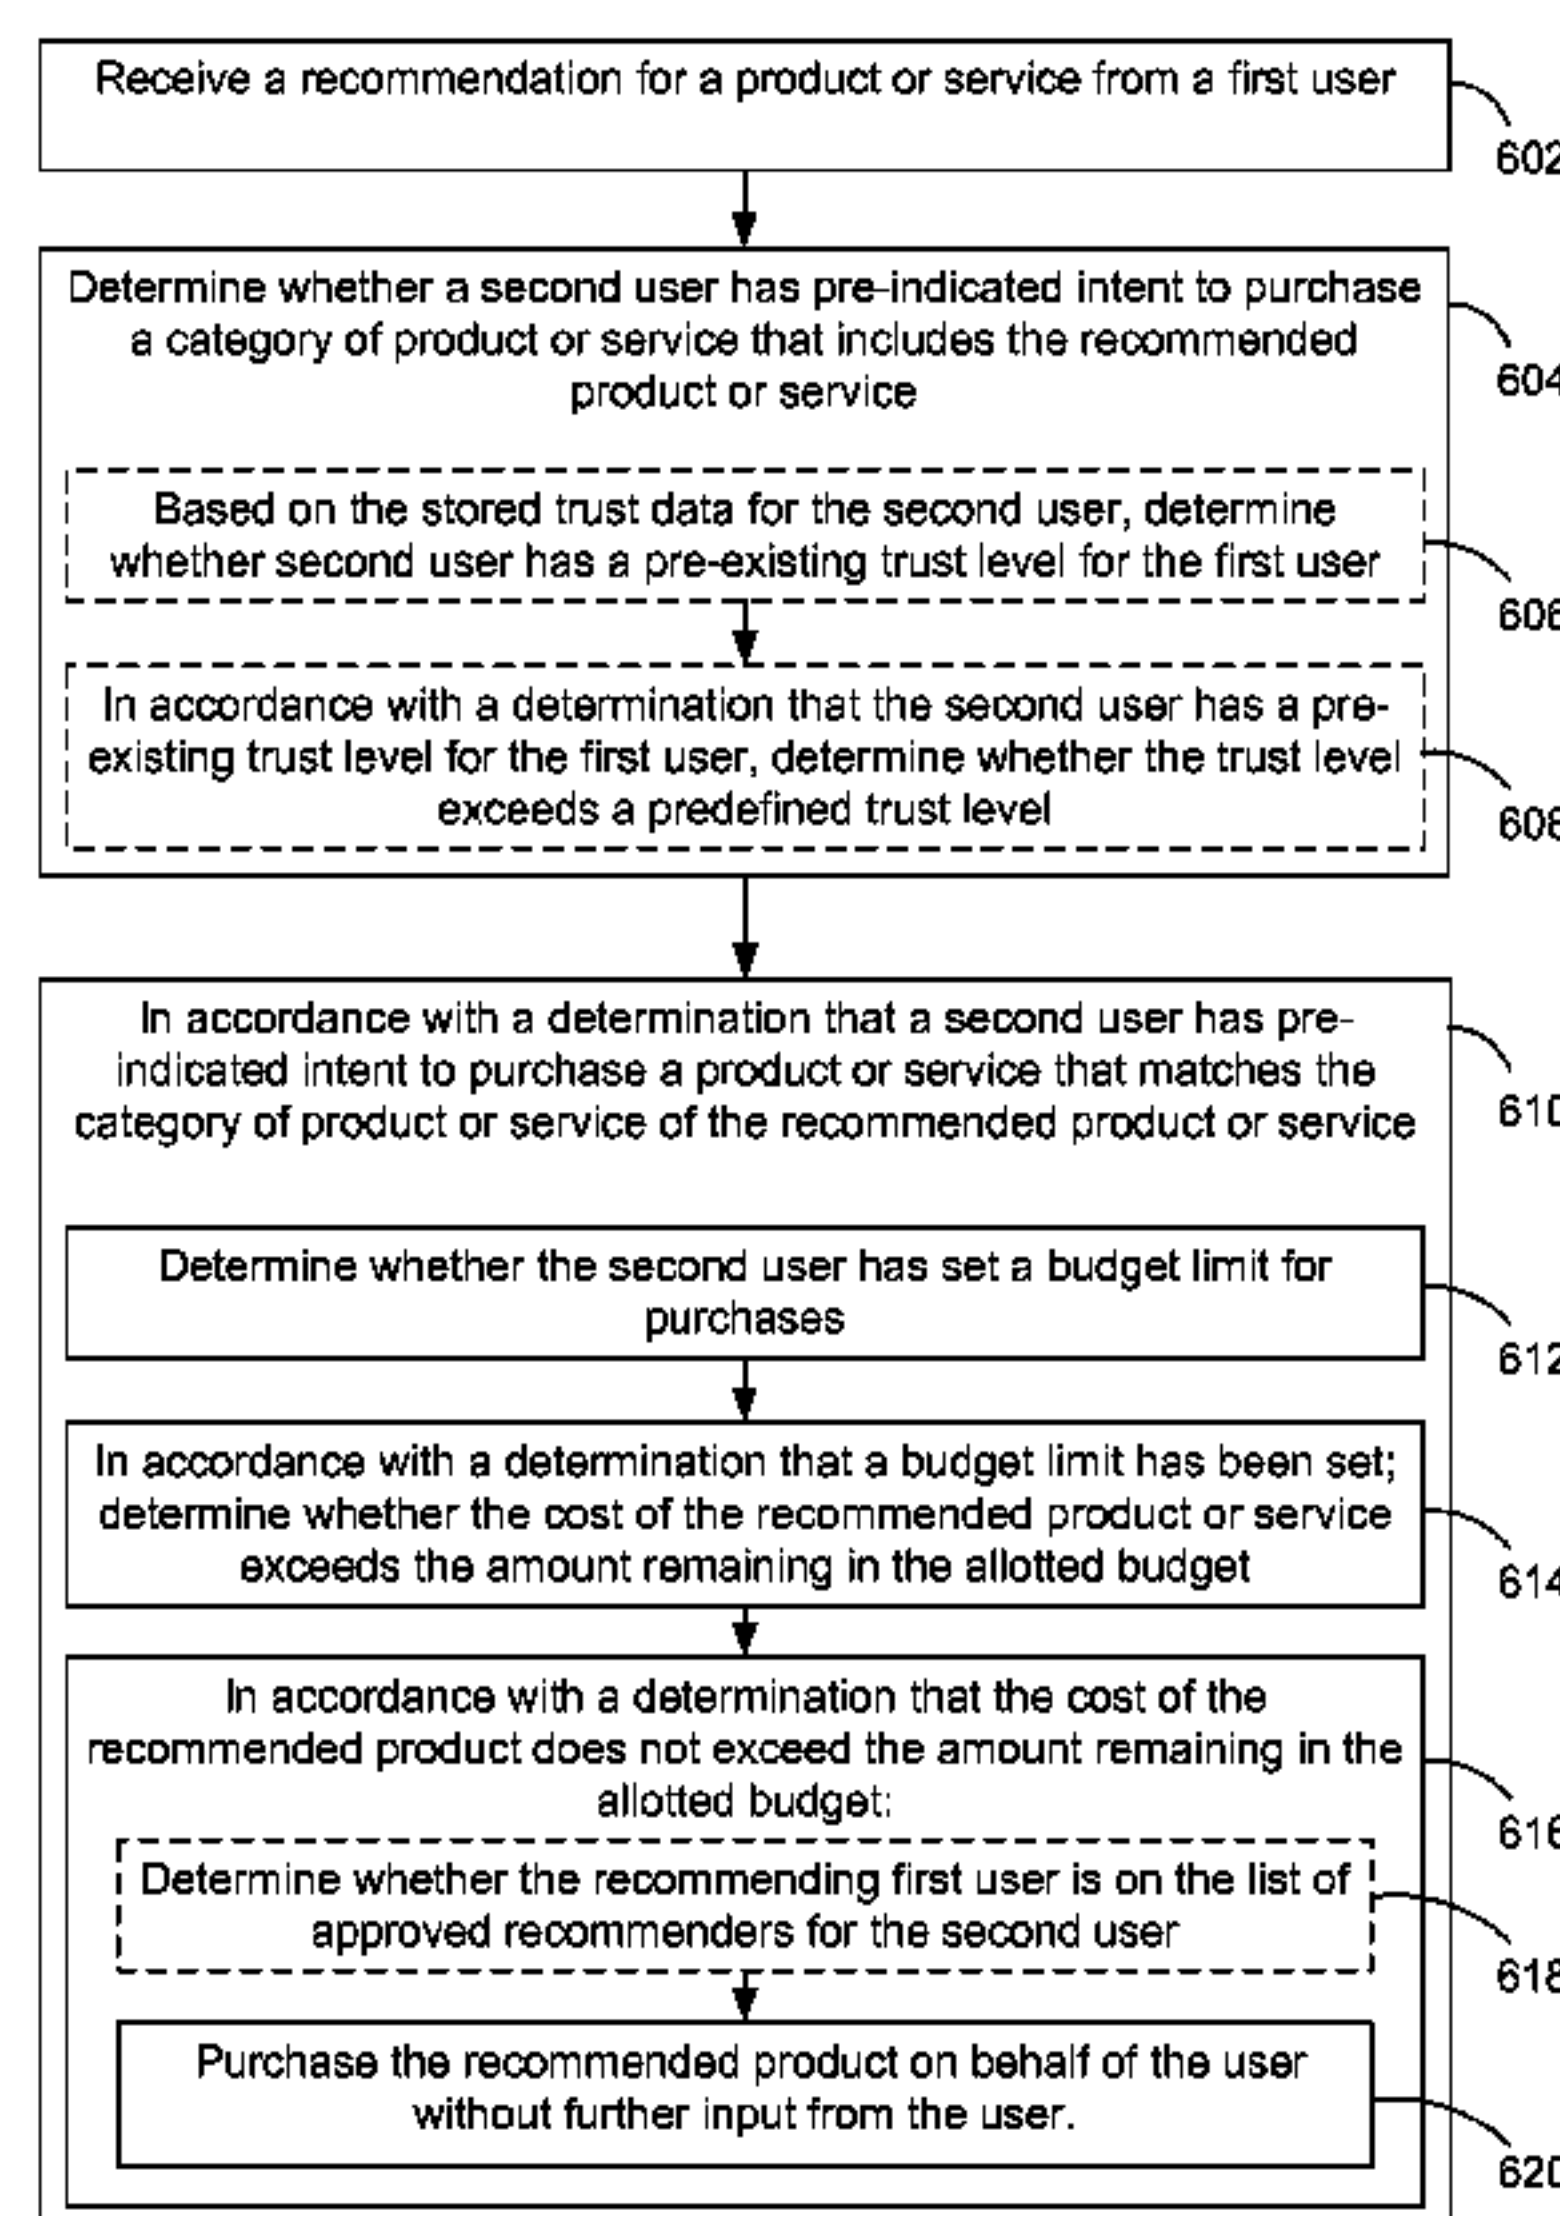 Receive a recommendation for a product or service from a first user
602
Determine whether a second user has pre-indicated intent to purchase
a category of product or service that includes the recommended
product or service
604
Based on the stored trust data for the second user, determine
whether second user has a pre-existing trust level for the first user
606
In accordance with a determination that the second user has a pre-
existing trust level for the first user, determine whether the trust level
exceeds a predefined trust level
608
In accordance with a determination that a second user has pre-
indicated intent to purchase a product or service that matches the
category of product or service of the recommended product or service
610
Determine whether the second user has set a budget limit for
purchases
612
In accordance with a determination that a budget limit has been set;
determine whether the cost of the recommended product or service
exceeds the amount remaining in the allotted budget
614
In accordance with a determination that the cost of the
recommended product does not exceed the amount remaining in the
allotted budget:
616
Determine whether the recommending first user is on the list of
approved recommenders for the second user
618
Purchase the recommended product on behalf of the user
without further input from the user.
620